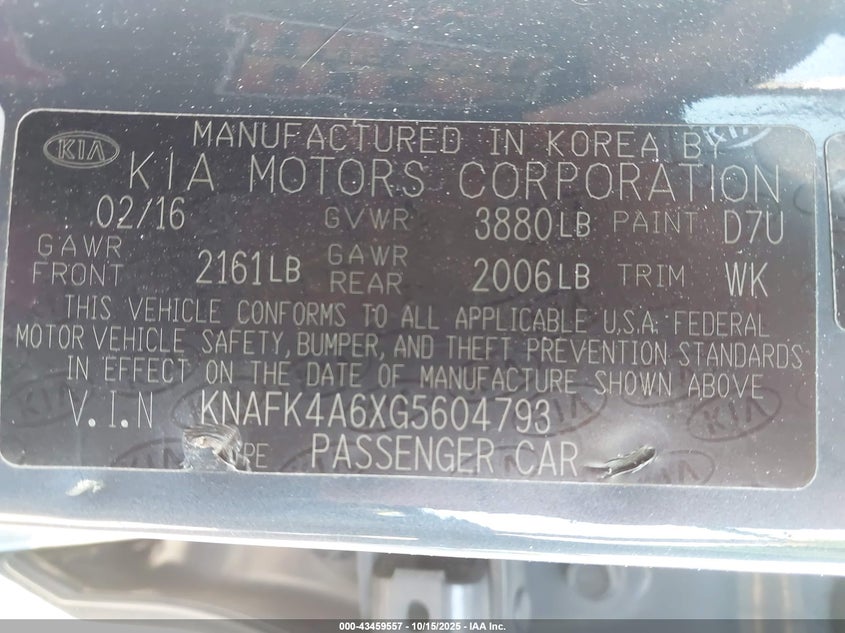 MANUFACTURED IN KOREA BY
KIA KIA MOTORS CORPORATION
02/16 GVWR 3880LB PAINT D7U
GAWR FRONT 2161LB GAWR REAR 2006LB TRIM WK
THIS VEHICLE CONFORMS TO ALL APPLICABLE U.S.A. FEDERAL
MOTOR VEHICLE SAFETY, BUMPER, AND THEFT PREVENTION STANDARDS
IN EFFECT ON THE DATE OF MANUFACTURE SHOWN ABOVE
V.I.N KNAFK4A6XG5604793
PASSENGER CAR
000-43459557 - 10/15/2025 - IAA Inc.